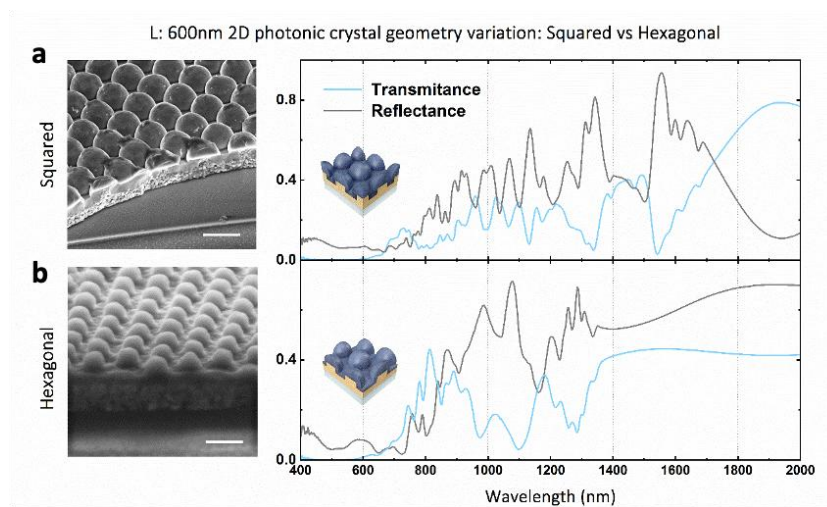 L: 600nm 2D photonic crystal geometry variation: Squared vs Hexagonal
a
Squared
Transmitance
Reflectance
0.8
0.4
0.0
b
Hexagonal
0.4
0.0
400 600 800 1000 1200 1400 1600 1800 2000
Wavelength (nm)